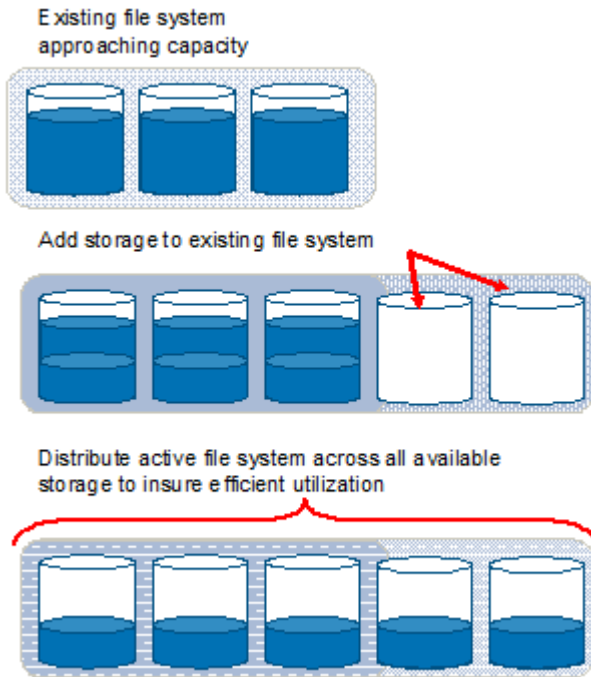 Existing file system
approaching capacity
Add storage to existing file system
Distribute active file system across all available
storage to insure efficient utilization